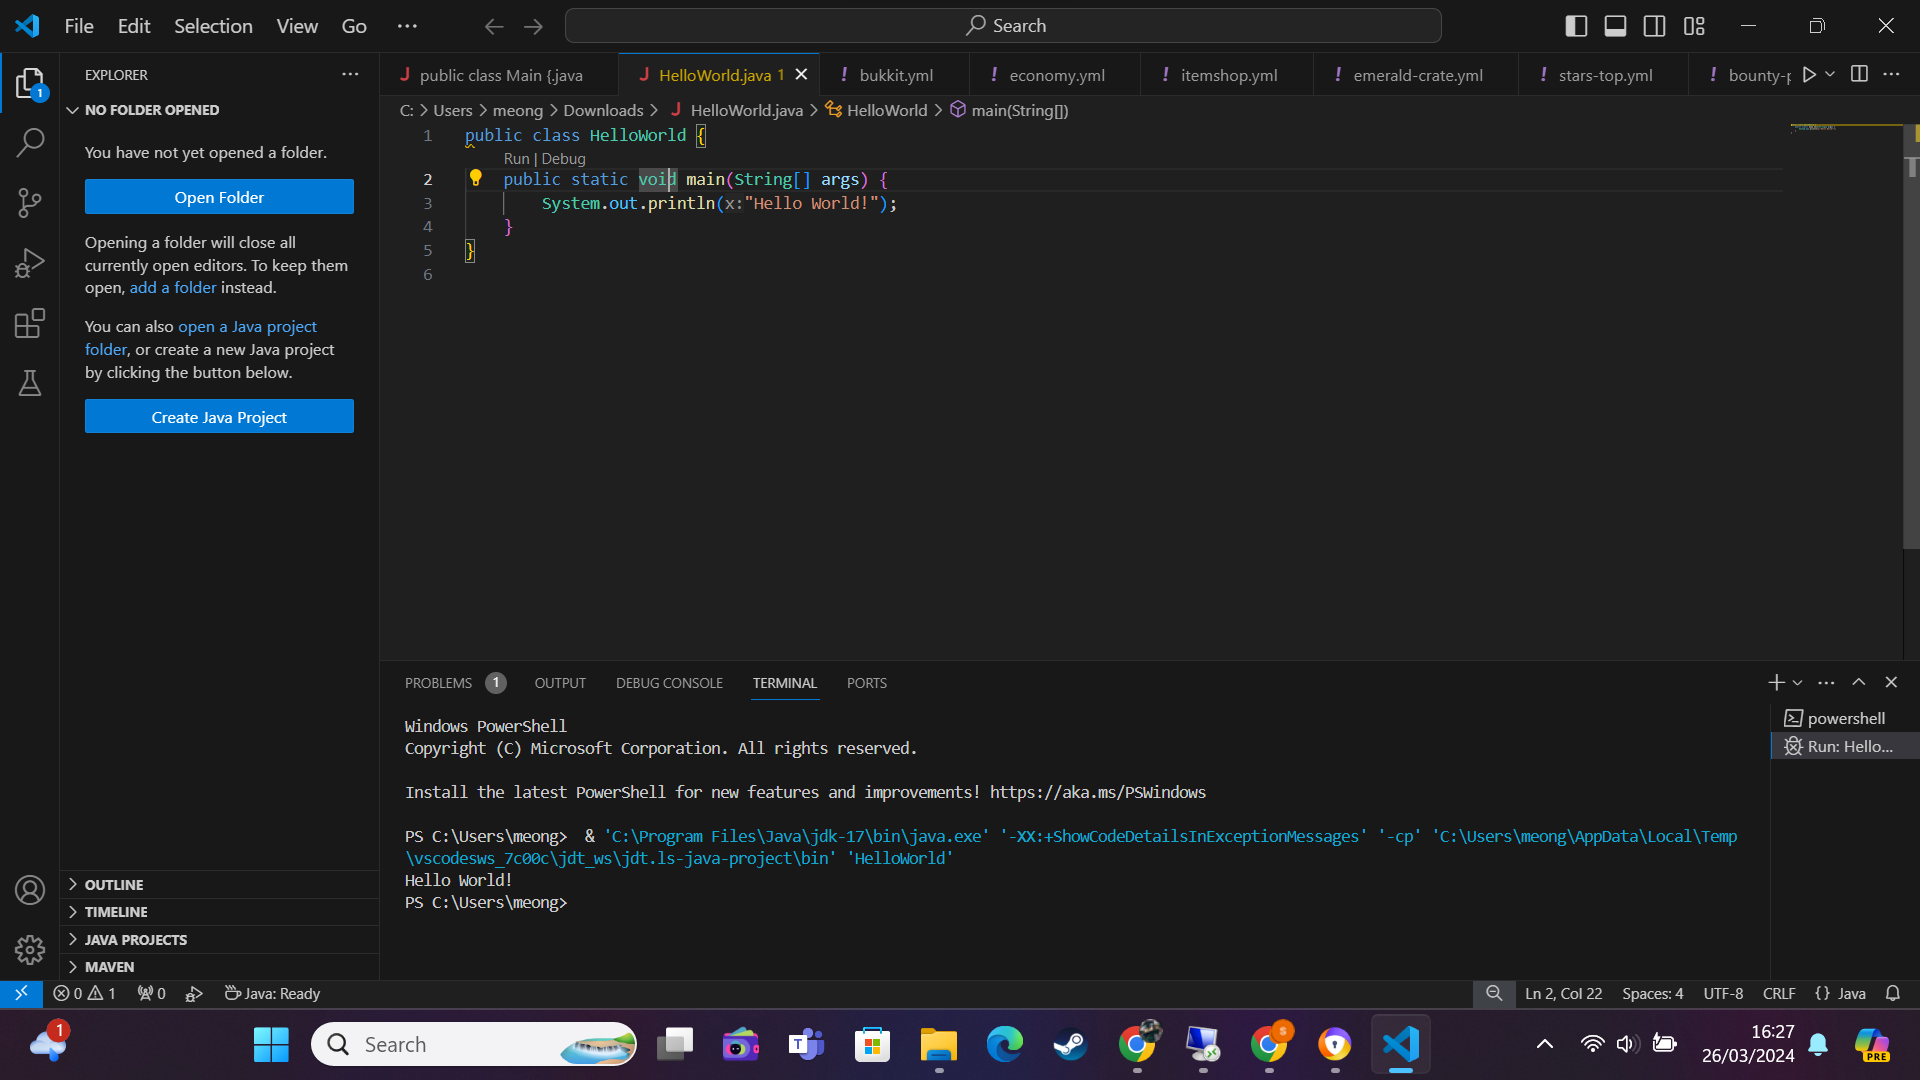 File Edit Selection View Go ··· Search
EXPLORER ···
NO FOLDER OPENED
You have not yet opened a folder.
Open Folder
Opening a folder will close all
currently open editors. To keep them
open, add a folder instead.
You can also open a Java project
folder, or create a new Java project
by clicking the button below.
Create Java Project
OUTLINE
TIMELINE
JAVA PROJECTS
MAVEN
1
J public class Main {.java J HelloWorld.java 1 ! bukkit.yml ! economy.yml ! itemshop.yml ! emerald-crate.yml ! stars-top.yml ! bounty-p
C: > Users > meong > Downloads > J HelloWorld.java > HelloWorld > main(String[])
1 public class HelloWorld {
Run | Debug
2 public static void main(String[] args) {
3 System.out.println(x:"Hello World!");
4 }
5 }
6
PROBLEMS 1 OUTPUT DEBUG CONSOLE TERMINAL PORTS
Windows PowerShell
Copyright (C) Microsoft Corporation. All rights reserved.
Install the latest PowerShell for new features and improvements! https://aka.ms/PSWindows
PS C:\Users\meong>  & 'C:\Program Files\Java\jdk-17\bin\java.exe' '-XX:+ShowCodeDetailsInExceptionMessages' '-cp' 'C:\Users\meong\AppData\Local\Temp
\vscodesws_7c00c\jdt_ws\jdt.ls-java-project\bin' 'HelloWorld'
Hello World!
PS C:\Users\meong>
powershell
Run: Hello...
0 1 0 Java: Ready Ln 2, Col 22 Spaces: 4 UTF-8 CRLF {} Java
1 Search T S 16:27
26/03/2024 PRE